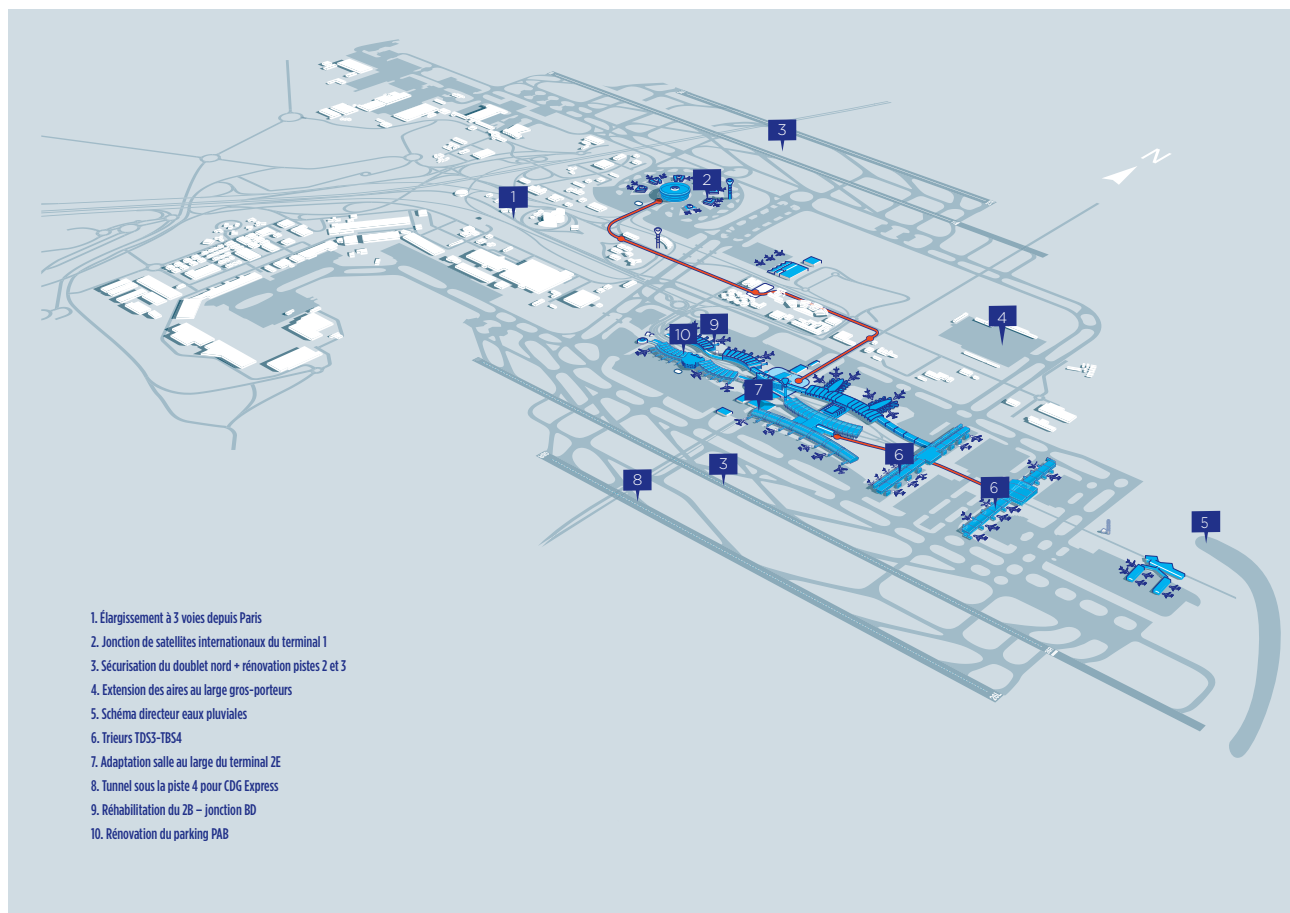 3
N
2
1
4
9
10
7
6
3
8
6
5
1. Élargissement à 3 voies depuis Paris
2. Jonction de satellites internationaux du terminal 1
3. Sécurisation du doublet nord + rénovation pistes 2 et 3
4. Extension des aires au large gros-porteurs
5. Schéma directeur eaux pluviales
6. Trieurs TDS3-TBS4
7. Adaptation salle au large du terminal 2E
8. Tunnel sous la piste 4 pour CDG Express
9. Réhabilitation du 2B – jonction BD
10. Rénovation du parking PAB